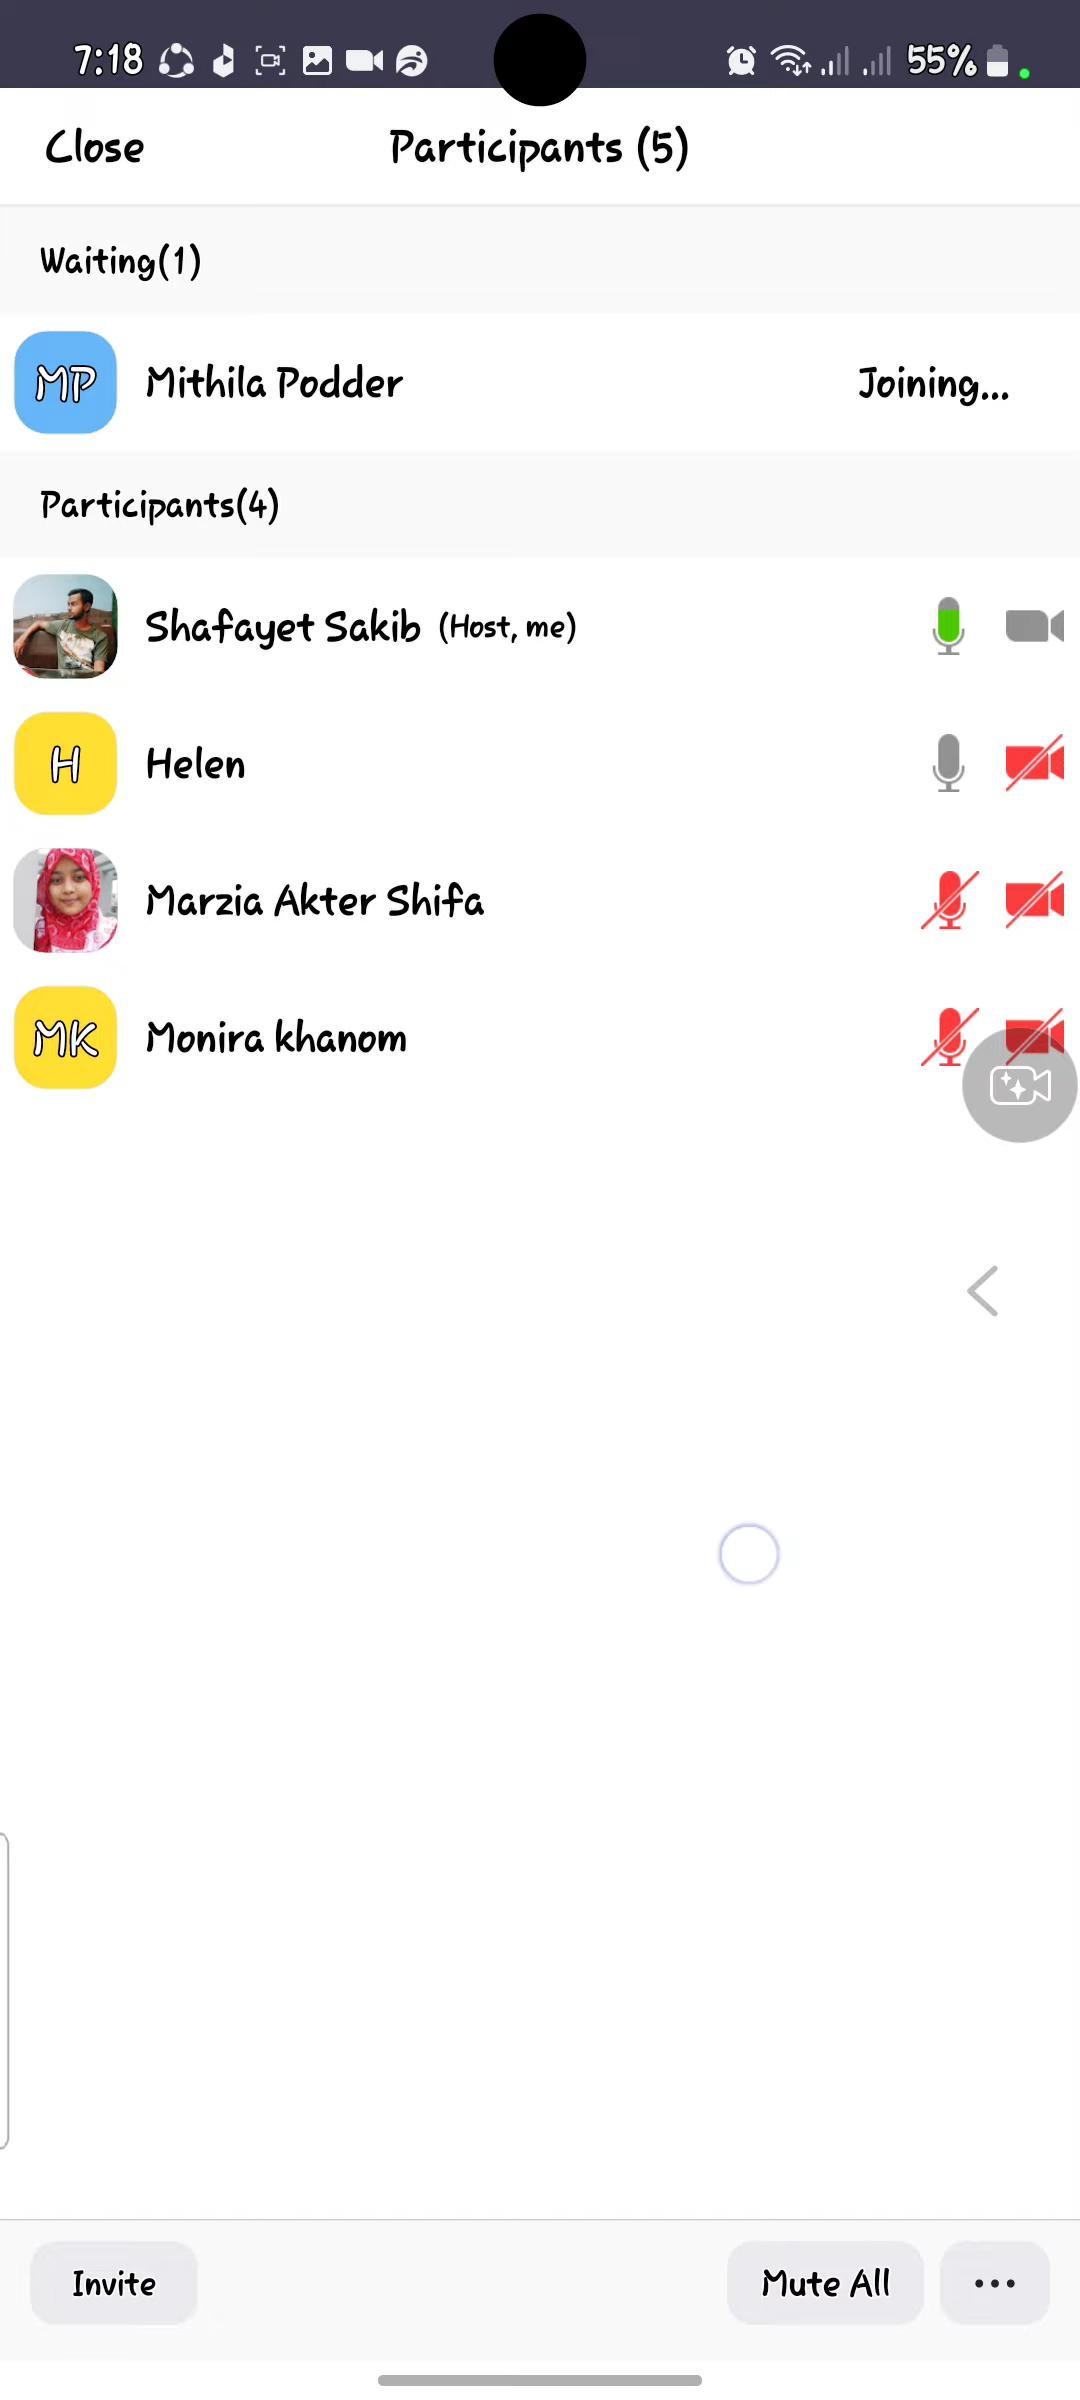 7:18 55%
Close Participants (5)
Waiting(1)
MP Mithila Podder Joining...
Participants(4)
Shafayet Sakib (Host, me)
H Helen
Marzia Akter Shifa
MK Monira khanom
Invite Mute All ...